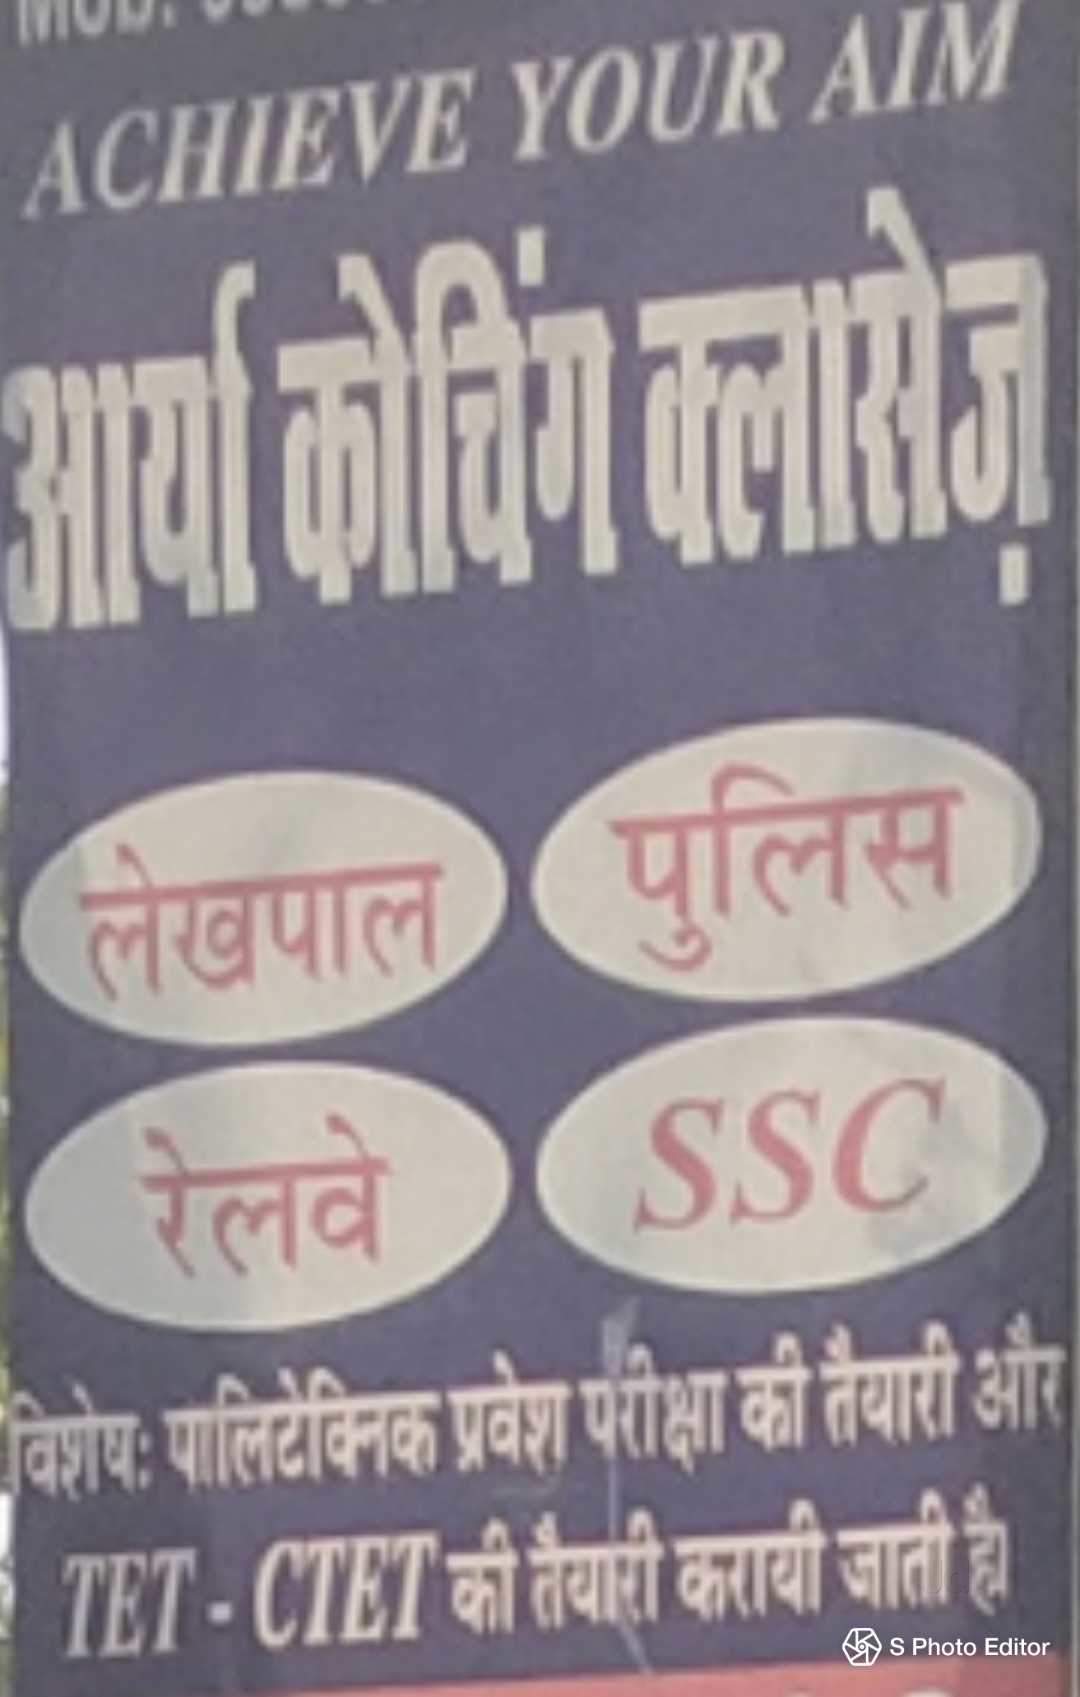 ACHIEVE YOUR AIM
आर्या कोचिंग क्लासेज़
लेखपाल
पुलिस
रेलवे
SSC
विशेषः पालिटेक्निक प्रवेश परीक्षा की तैयारी और
TET - CTET की तैयारी करायी जाती है।
S Photo Editor